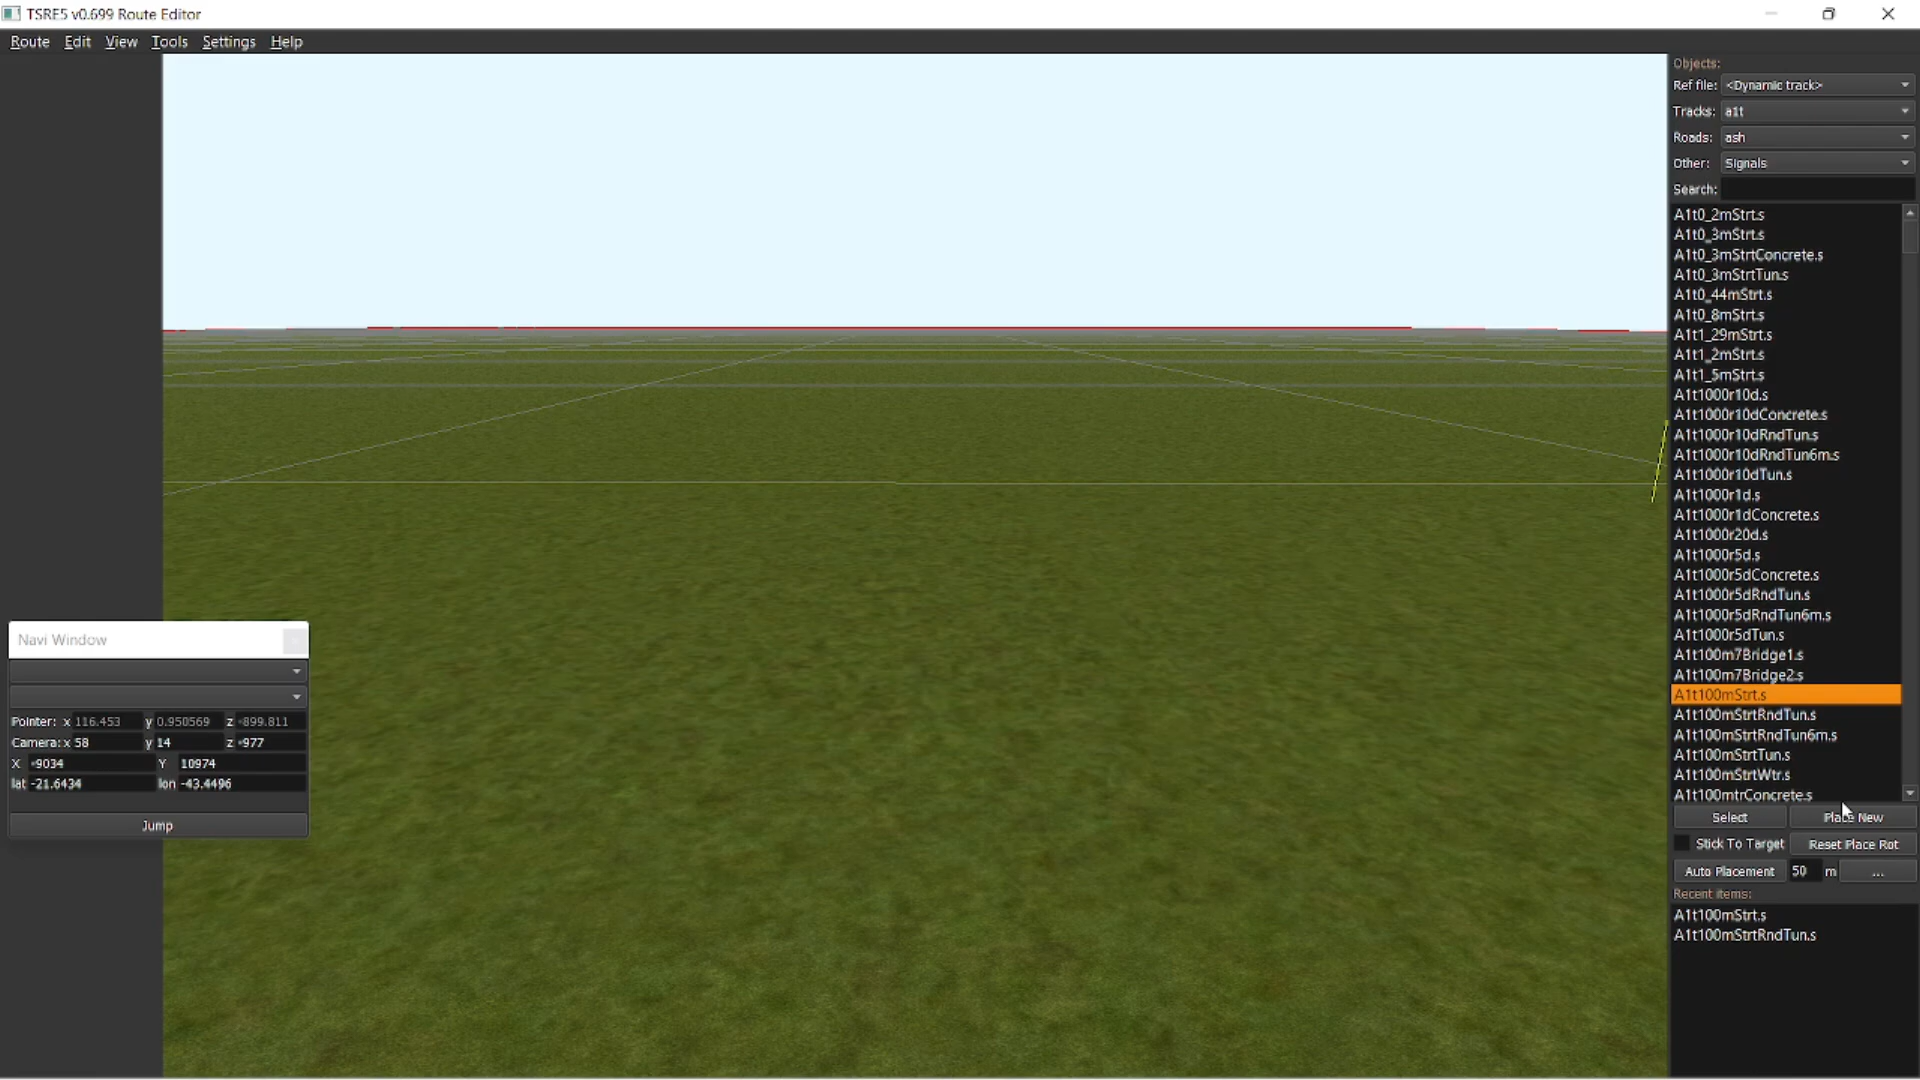 TSRE5 v0.699 Route Editor
Route Edit View Tools Settings Help
Objects:
Ref file: <Dynamic track>
Tracks: a1t
Roads: ash
Other: Signals
Search:
A1t0_2mStrt.s
A1t0_3mStrt.s
A1t0_3mStrtConcrete.s
A1t0_3mStrtTun.s
A1t0_44mStrt.s
A1t0_8mStrt.s
A1t1_29mStrt.s
A1t1_2mStrt.s
A1t1_5mStrt.s
A1t1000r10d.s
A1t1000r10dConcrete.s
A1t1000r10dRndTun.s
A1t1000r10dRndTun6m.s
A1t1000r10dTun.s
A1t1000r1d.s
A1t1000r1dConcrete.s
A1t1000r20d.s
A1t1000r5d.s
A1t1000r5dConcrete.s
A1t1000r5dRndTun.s
A1t1000r5dRndTun6m.s
A1t1000r5dTun.s
A1t100m7Bridge1.s
A1t100m7Bridge2.s
A1t100mStrt.s
A1t100mStrtRndTun.s
A1t100mStrtRndTun6m.s
A1t100mStrtTun.s
A1t100mStrtWtr.s
A1t100mtrConcrete.s
Select Place New
Stick To Target Reset Place Rot
Auto Placement 50 m ...
Recent items:
A1t100mStrt.s
A1t100mStrtRndTun.s
Navi Window
Pointer: x 116.453 y 0.950569 z -899.811
Camera: x 58 y 14 z -977
X -9034 Y 10974
lat -21.6434 lon -43.4496
Jump